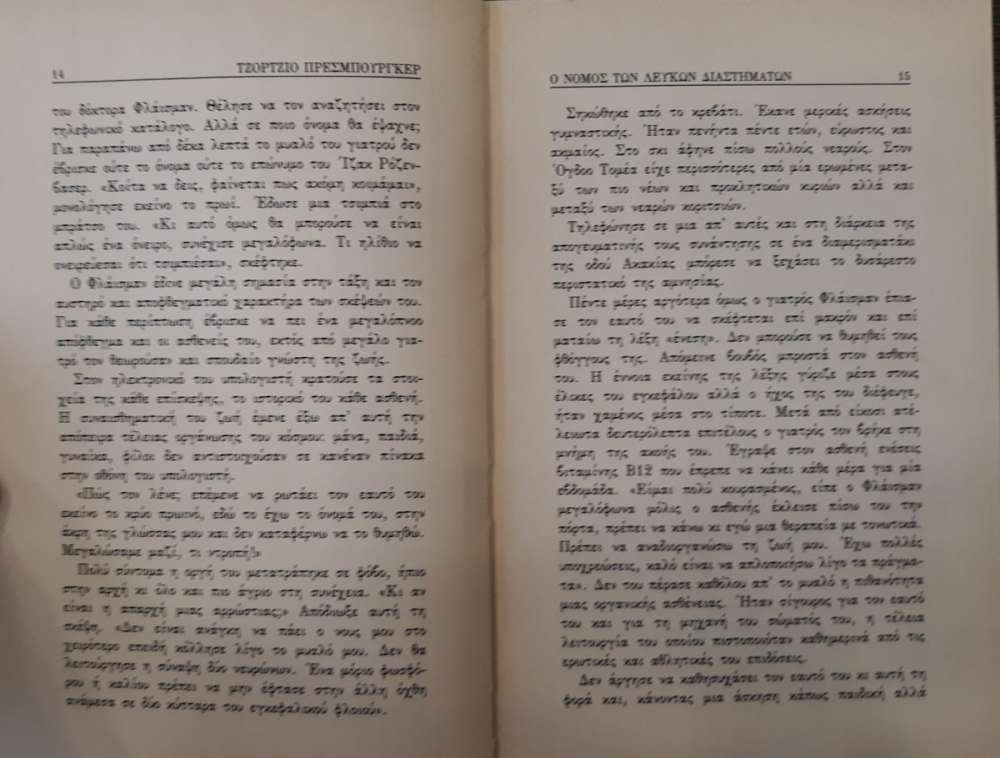 14 ΤΖΟΡΤΖΙΟ ΠΡΕΣΜΠΟΥΡΓΚΕΡ
του δόκτορα Φλάισμαν. Θέλησε να τον αναζητήσει στον
τηλεφωνικό κατάλογο. Αλλά σε ποιο όνομα θα έψαχνε;
Για παραπάνω από δέκα λεπτά το μυαλό του γιατρού δεν
έβρισκε ούτε το όνομα ούτε το επώνυμο του Ίζακ Ρόζεν-
βασερ. «Κοίτα να δεις, φαίνεται πως ακόμη κοιμάμαι»,
μονολόγησε εκείνο το πρωί. Έδωσε μια τσιμπιά στο
μπράτσο του. «Κι αυτό όμως θα μπορούσε να είναι
απλώς ένα όνειρο, συνέχισε μεγαλόφωνα. Τι ηλίθιο να
ονειρεύεσαι ότι τσιμπιέσαι», σκέφτηκε.
Ο Φλάισμαν έδινε μεγάλη σημασία στην τάξη και τον
αυστηρό και αποφθεγματικό χαρακτήρα των σκέψεών του.
Για κάθε περίπτωση έβρισκε να πει ένα μεγαλόπνοο
απόφθεγμα και οι ασθενείς του, εκτός από μεγάλο για-
τρό τον θεωρούσαν και σπουδαίο γνώστη της ζωής.
Στον ηλεκτρονικό του υπολογιστή κρατούσε τα στοι-
χεία της κάθε επίσκεψης, το ιστορικό του κάθε ασθενή.
Η συναισθηματική του ζωή έμενε έξω απ' αυτή την
απόπειρα τέλειας οργάνωσης του κόσμου: μάνα, παιδιά,
γυναίκα, φίλοι δεν αντιστοιχούσαν σε κανέναν πίνακα
στην οθόνη του υπολογιστή.
«Πώς τον λένε; επέμενε να ρωτάει τον εαυτό του
εκείνο το κρύο πρωινό, εδώ το έχω το όνομά του, στην
άκρη της γλώσσας μου και δεν καταφέρνω να το θυμηθώ.
Μεγαλώσαμε μαζί, τι ντροπή!»
Πολύ σύντομα η οργή του μετατράπηκε σε φόβο, ήπιο
στην αρχή κι όλο και πιο άγριο στη συνέχεια. «Κι αν
είναι η απαρχή μιας αρρώστιας;» Απόδιωξε αυτή τη
σκέψη. «Δεν είναι ανάγκη να πάει ο νους μου στο
χειρότερο επειδή κόλλησε λίγο το μυαλό μου. Δεν θα
λειτούργησε η σύναψη δύο νευρώνων. Ένα μόριο φωσφό-
ρου ή καλίου πρέπει να μην έφτασε στην άλλη όχθη
ανάμεσα σε δύο κύτταρα του εγκεφαλικού φλοιού».
Ο ΝΟΜΟΣ ΤΩΝ ΛΕΥΚΩΝ ΔΙΑΣΤΗΜΑΤΩΝ 15
Σηκώθηκε από το κρεβάτι. Έκανε μερικές ασκήσεις
γυμναστικής. Ήταν πενήντα πέντε ετών, εύρωστος και
ακμαίος. Στο σκι άφηνε πίσω πολλούς νεαρούς. Στον
Όγδοο Τομέα είχε περισσότερες από μία ερωμένες μετα-
ξύ των πιο νέων και προκλητικών κυριών αλλά και
μεταξύ των νεαρών κοριτσιών.
Τηλεφώνησε σε μια απ' αυτές και στη διάρκεια της
απογευματινής τους συνάντησης σε ένα διαμερισματάκι
της οδού Ακακίας μπόρεσε να ξεχάσει το δυσάρεστο
περιστατικό της αμνησίας.
Πέντε μέρες αργότερα όμως ο γιατρός Φλάισμαν έπια-
σε τον εαυτό του να σκέφτεται επί μακρόν και επί
ματαίω τη λέξη «ένεση». Δεν μπορούσε να θυμηθεί τους
φθόγγους της. Απόμεινε βουβός μπροστά στον ασθενή
του. Η έννοια εκείνης της λέξης γύριζε μέσα στους
έλικες του εγκεφάλου αλλά ο ήχος της του διέφευγε,
ήταν χαμένος μέσα στο τίποτε. Μετά από είκοσι ατέ-
λειωτα δευτερόλεπτα επιτέλους ο γιατρός τον βρήκε στη
μνήμη της ακοής του. Έγραψε στον ασθενή ενέσεις
βιταμίνης Β12 που έπρεπε να κάνει κάθε μέρα για μία
εβδομάδα. «Είμαι πολύ κουρασμένος, είπε ο Φλάισμαν
μεγαλόφωνα μόλις ο ασθενής έκλεισε πίσω του την
πόρτα, πρέπει να κάνω κι εγώ μια θεραπεία με τονωτικά.
Πρέπει να αναδιοργανώσω τη ζωή μου. Έχω πολλές
υποχρεώσεις, καλό είναι να απλοποιήσω λίγο τα πράγμα-
τα». Δεν του πέρασε καθόλου απ' το μυαλό η πιθανότητα
μιας οργανικής ασθένειας. Ήταν σίγουρος για τον εαυτό
του και για τη μηχανή του σώματός του, η τέλεια
λειτουργία του οποίου πιστοποιόταν καθημερινά από τις
ερωτικές και αθλητικές του επιδόσεις.
Δεν άργησε να καθησυχάσει τον εαυτό του κι αυτή τη
φορά και, κάνοντας μια άσκηση κάπως παιδική αλλά